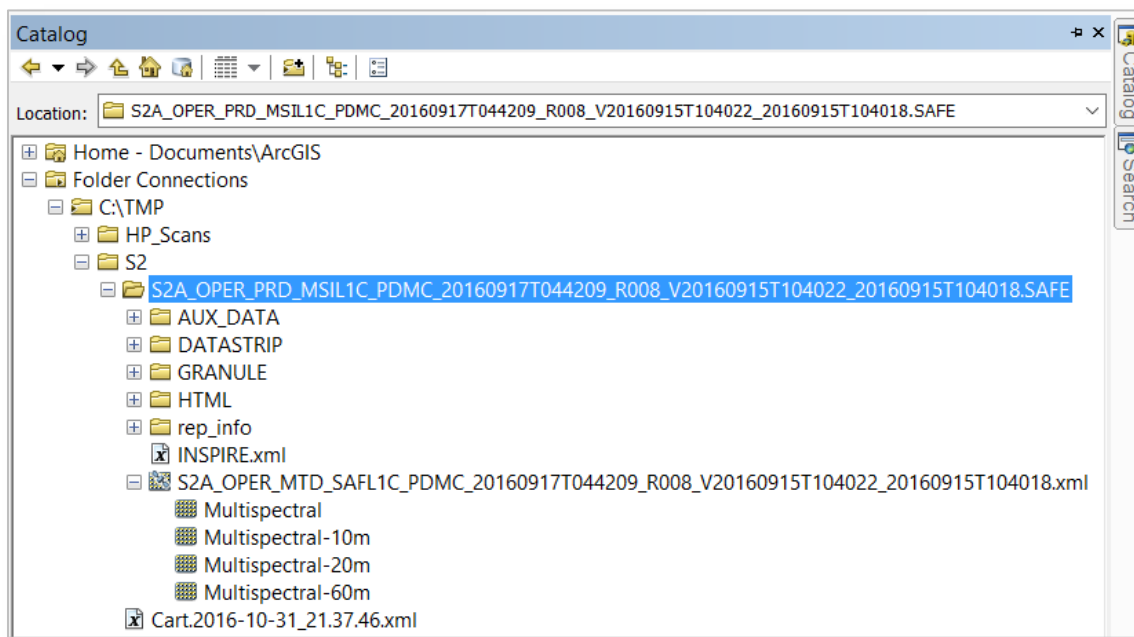 Catalog
Location: S2A_OPER_PRD_MSIL1C_PDMC_20160917T044209_R008_V20160915T104022_20160915T104018.SAFE
Home - Documents\ArcGIS
Folder Connections
C:\TMP
HP_Scans
S2
S2A_OPER_PRD_MSIL1C_PDMC_20160917T044209_R008_V20160915T104022_20160915T104018.SAFE
AUX_DATA
DATASTRIP
GRANULE
HTML
rep_info
INSPIRE.xml
S2A_OPER_MTD_SAFL1C_PDMC_20160917T044209_R008_V20160915T104022_20160915T104018.xml
Multispectral
Multispectral-10m
Multispectral-20m
Multispectral-60m
Cart.2016-10-31_21.37.46.xml
Catalog
Search